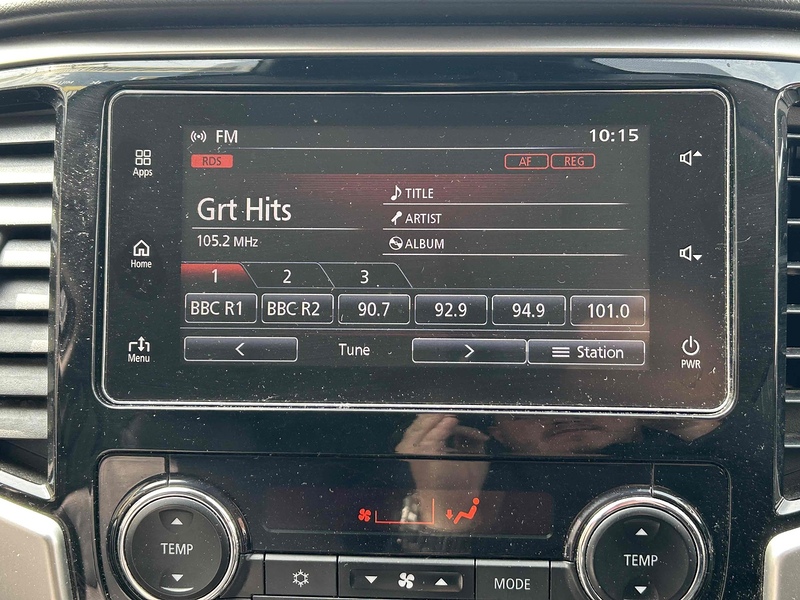 FM 10:15
RDS AF REG
Apps
TITLE
Grt Hits
ARTIST
105.2 MHz
ALBUM
Home
1 2 3
BBC R1 BBC R2 90.7 92.9 94.9 101.0
Menu
< Tune > Station
PWR
TEMP
TEMP
MODE